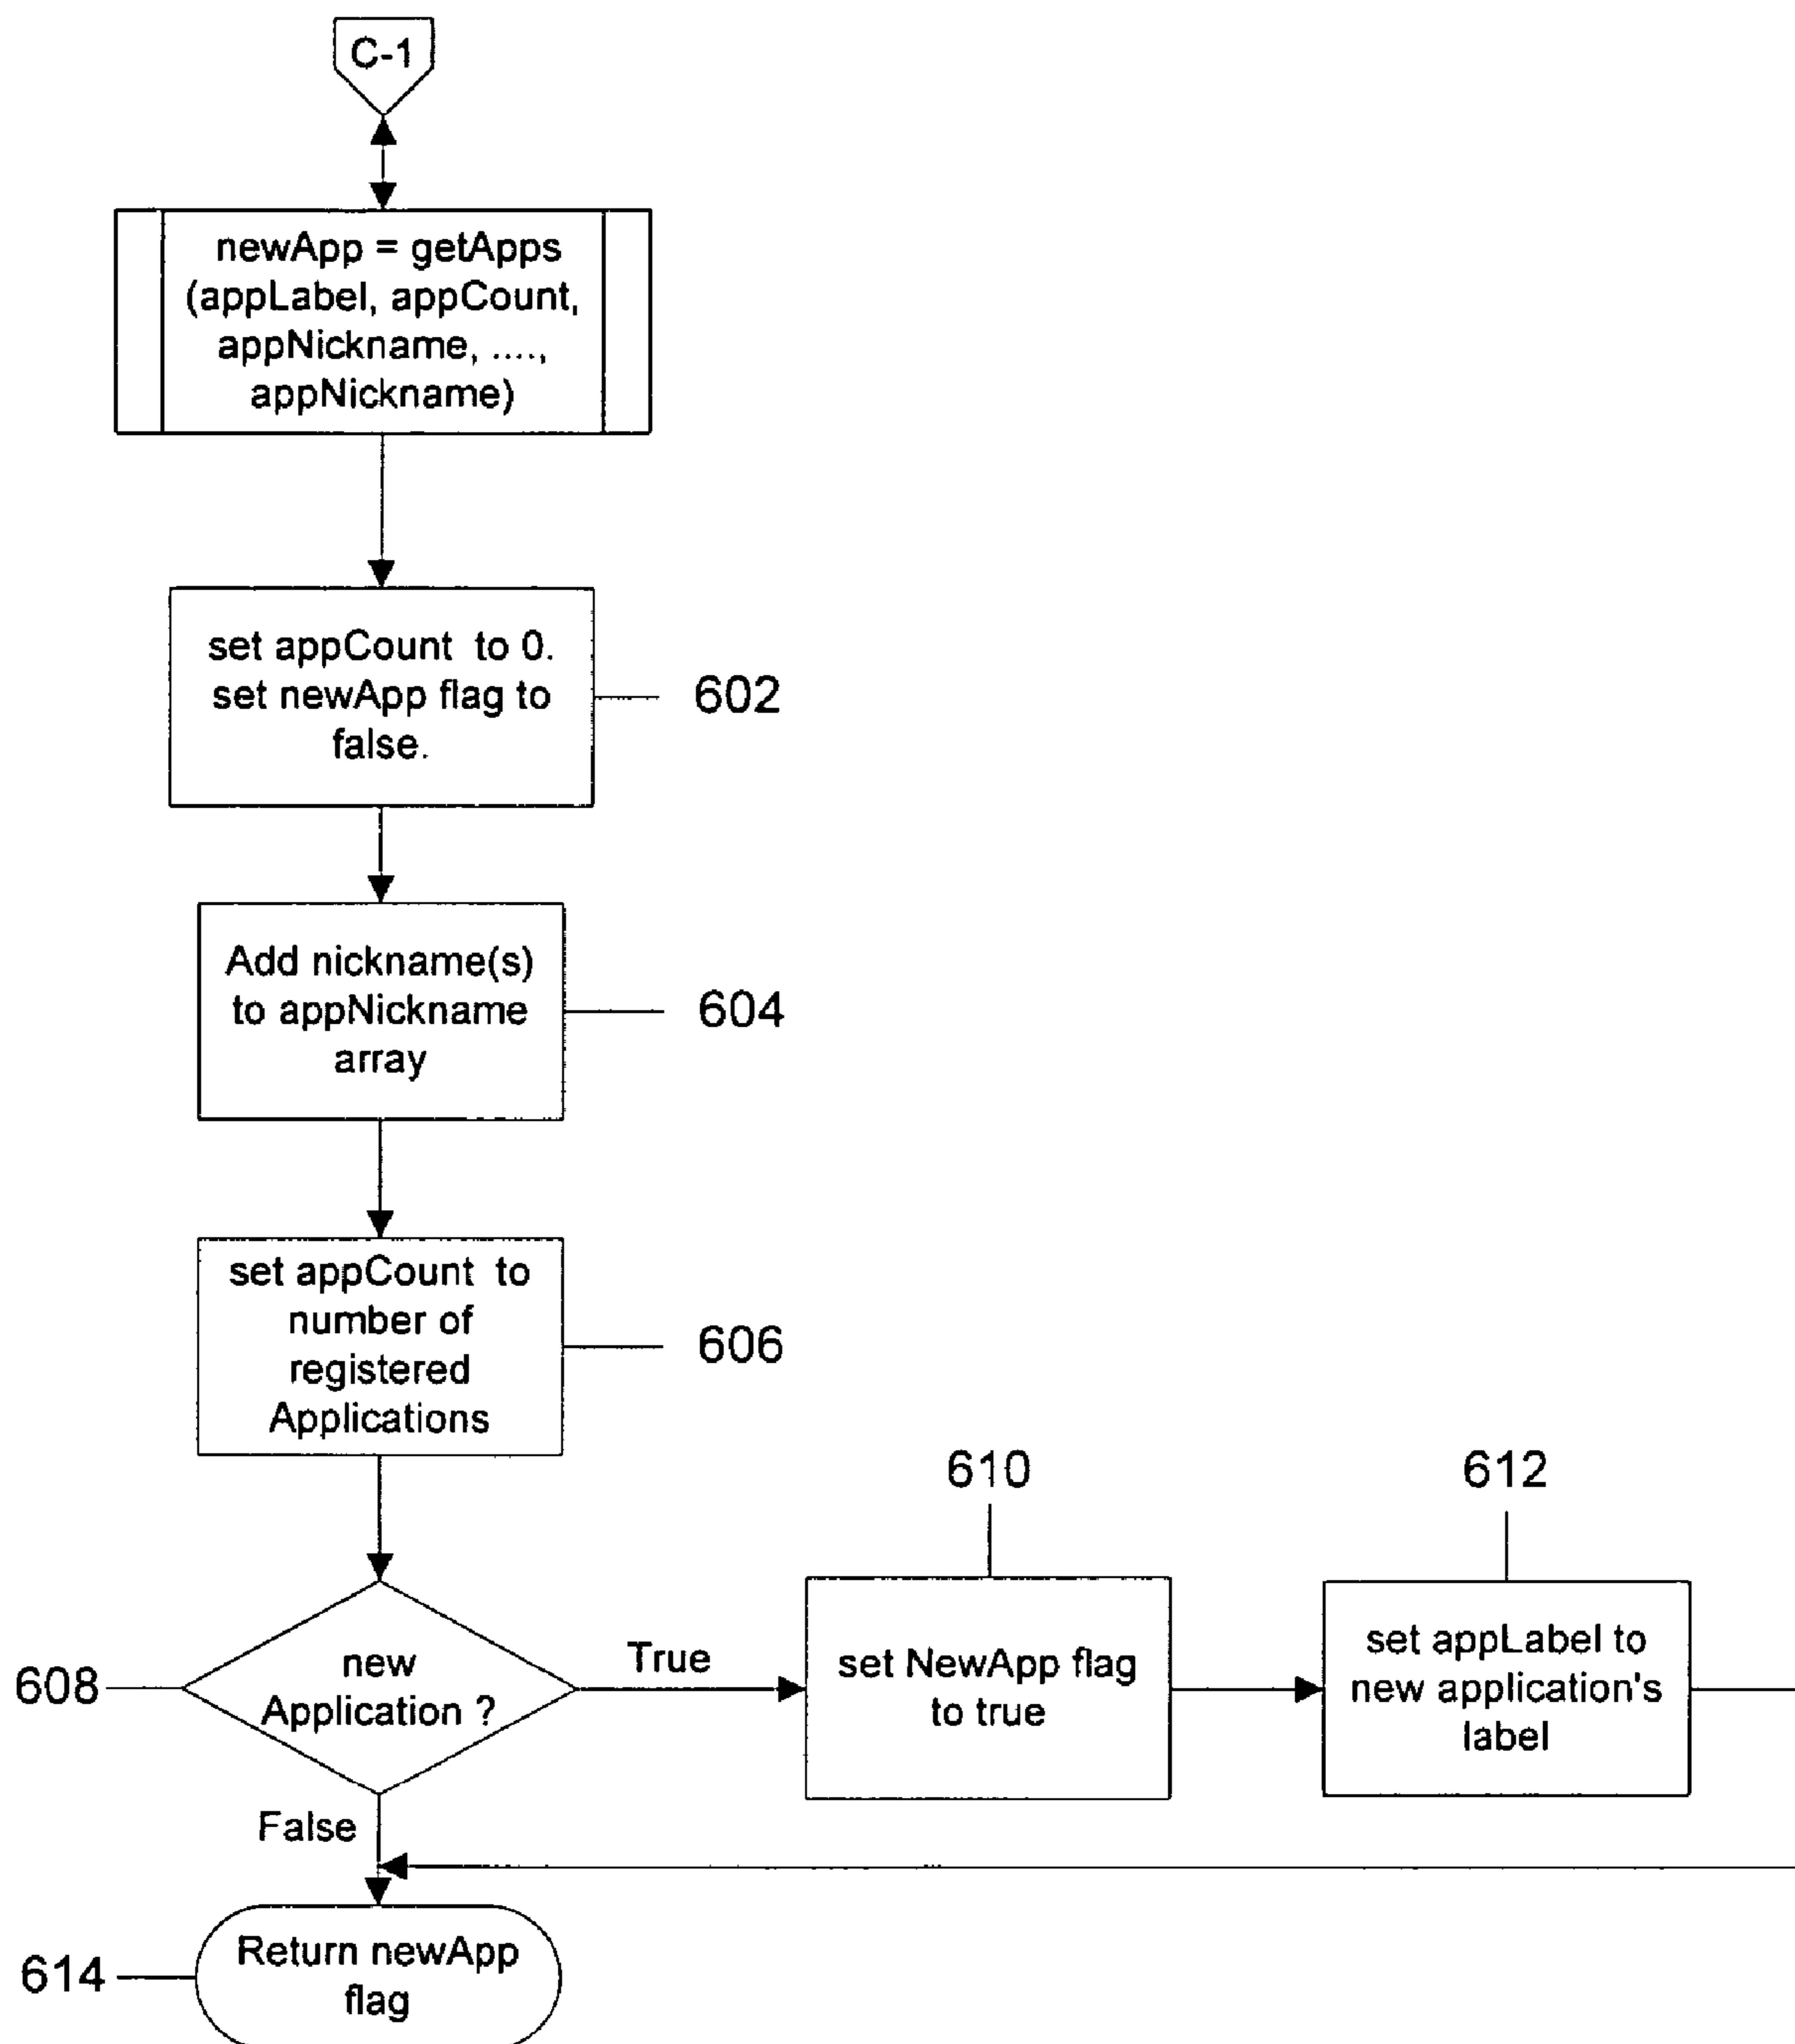 C-1
newApp = getApps
(appLabel, appCount,
appNickname, ....,
appNickname)
set appCount to 0.
set newApp flag to
false.
602
Add nickname(s)
to appNickname
array
604
set appCount to
number of
registered
Applications
606
608
new
Application ?
True
False
610
set NewApp flag
to true
612
set appLabel to
new application's
label
614
Return newApp
flag